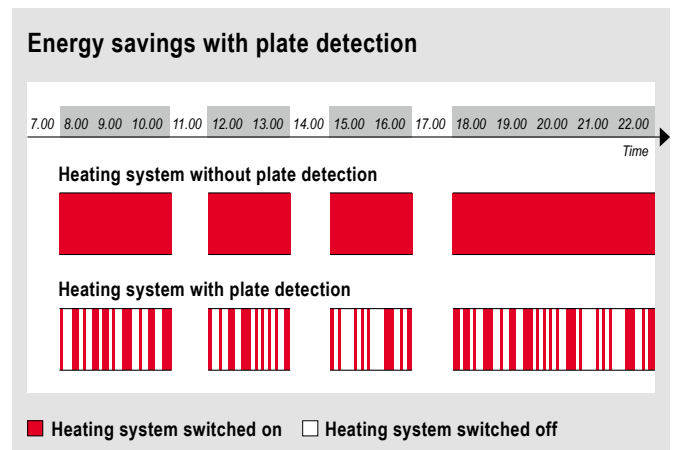 Energy savings with plate detection
7.00 8.00 9.00 10.00 11.00 12.00 13.00 14.00 15.00 16.00 17.00 18.00 19.00 20.00 21.00 22.00
Time
Heating system without plate detection
Heating system with plate detection
Heating system switched on Heating system switched off